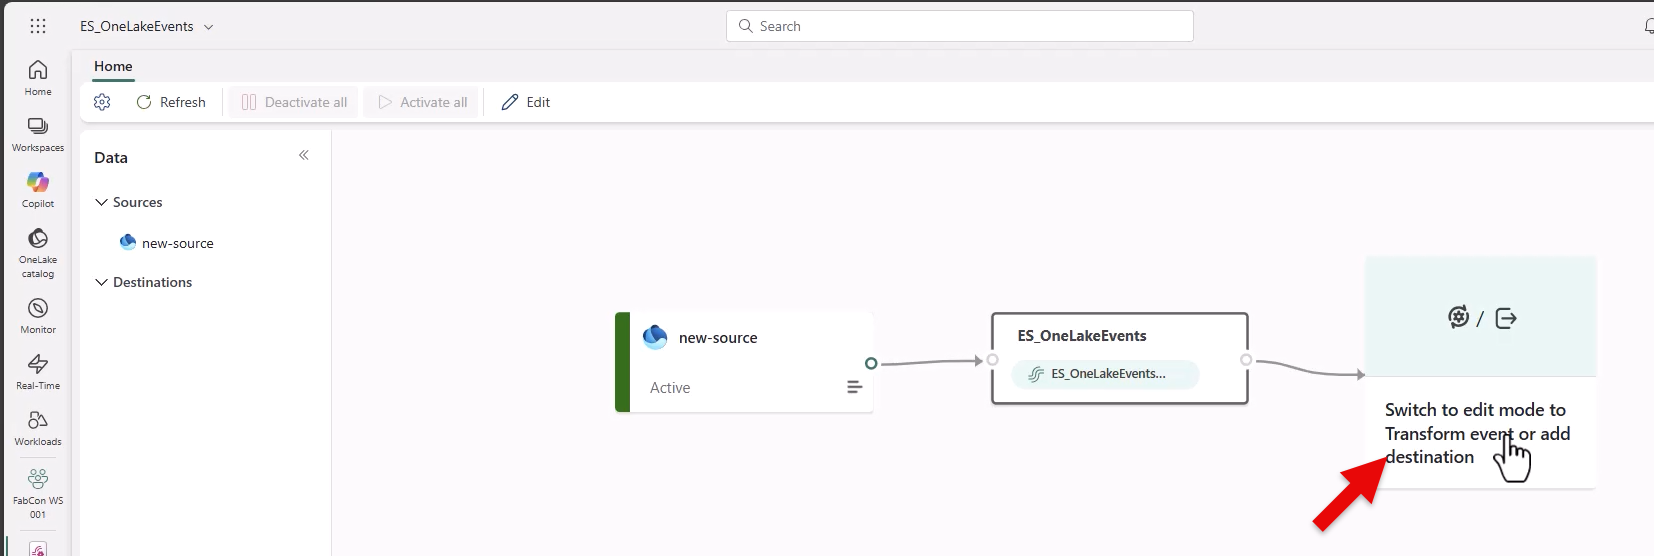 ES_OneLakeEvents
Search
Home
Home
Refresh
Deactivate all
Activate all
Edit
Workspaces
Copilot
OneLake
catalog
Monitor
Real-Time
Workloads
FabCon WS
001
Data
Sources
new-source
Destinations
new-source
Active
ES_OneLakeEvents
ES_OneLakeEvents...
/
Switch to edit mode to
Transform event or add
destination